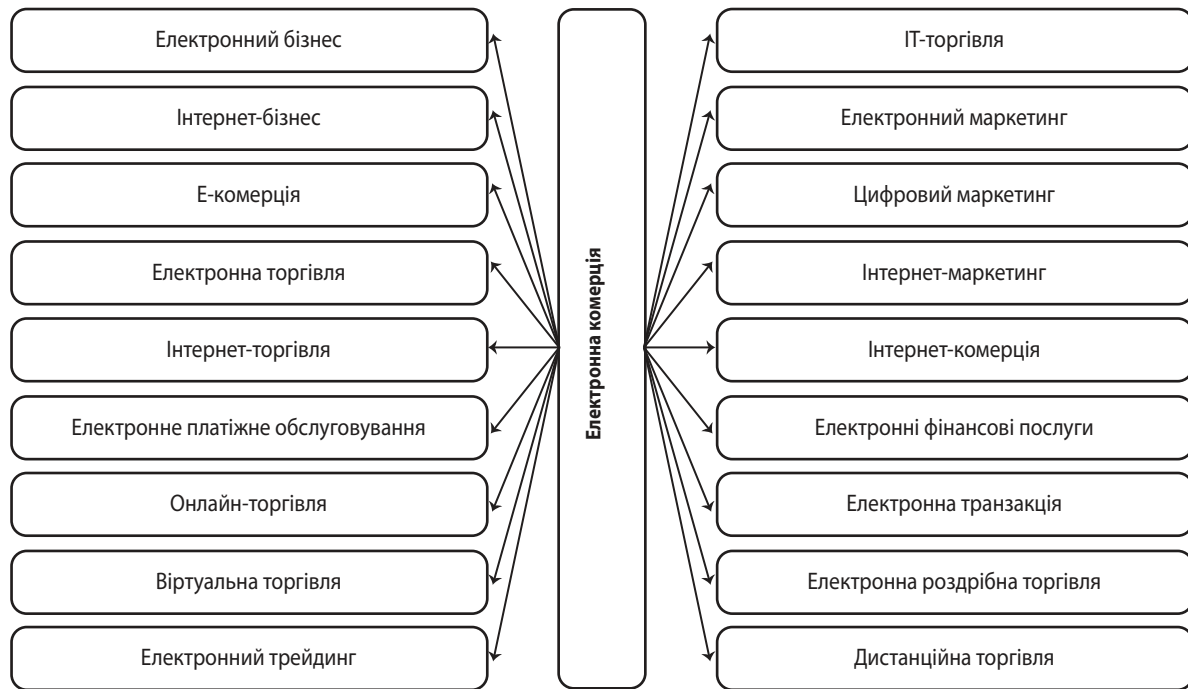 Електронний бізнес
Інтернет-бізнес
Е-комерція
Електронна торгівля
Інтернет-торгівля
Електронне платіжне обслуговування
Онлайн-торгівля
Віртуальна торгівля
Електронний трейдинг
Електронна комерція
ІТ-торгівля
Електронний маркетинг
Цифровий маркетинг
Інтернет-маркетинг
Інтернет-комерція
Електронні фінансові послуги
Електронна транзакція
Електронна роздрібна торгівля
Дистанційна торгівля